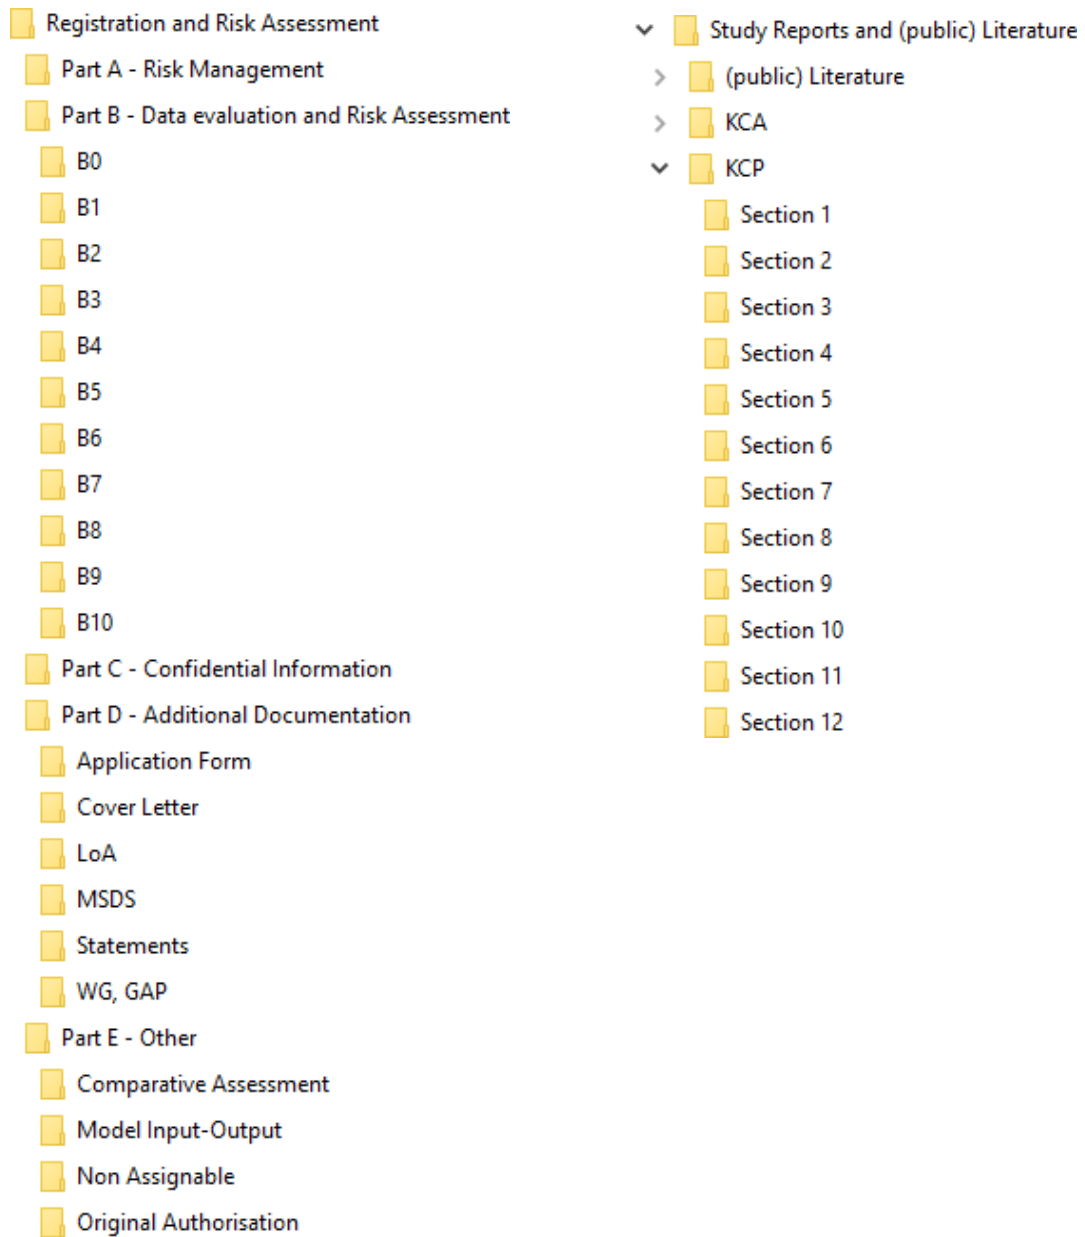 Registration and Risk Assessment
Part A - Risk Management
Part B - Data evaluation and Risk Assessment
B0
B1
B2
B3
B4
B5
B6
B7
B8
B9
B10
Part C - Confidential Information
Part D - Additional Documentation
Application Form
Cover Letter
LoA
MSDS
Statements
WG, GAP
Part E - Other
Comparative Assessment
Model Input-Output
Non Assignable
Original Authorisation
Study Reports and (public) Literature
(public) Literature
KCA
KCP
Section 1
Section 2
Section 3
Section 4
Section 5
Section 6
Section 7
Section 8
Section 9
Section 10
Section 11
Section 12